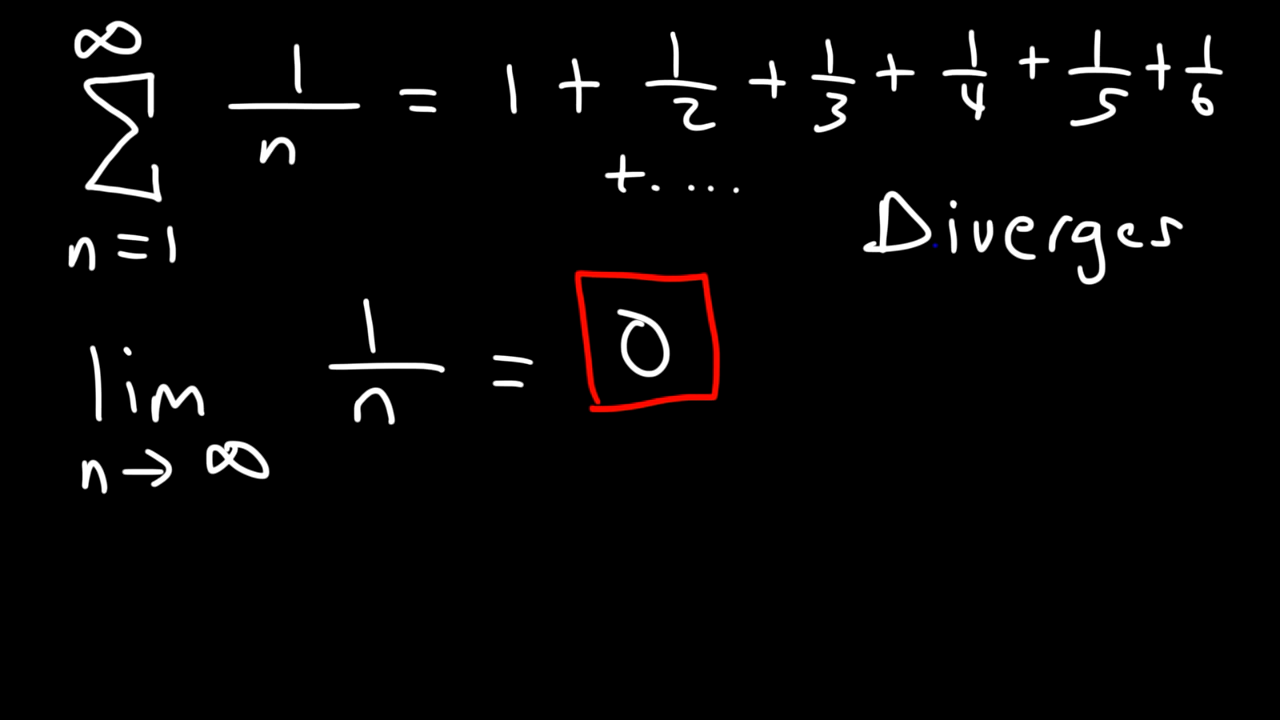 ∞
∑ 1/n = 1 + 1/2 + 1/3 + 1/4 + 1/5 + 1/6
n=1
+.....
Diverges
lim 1/n = 0
n→∞